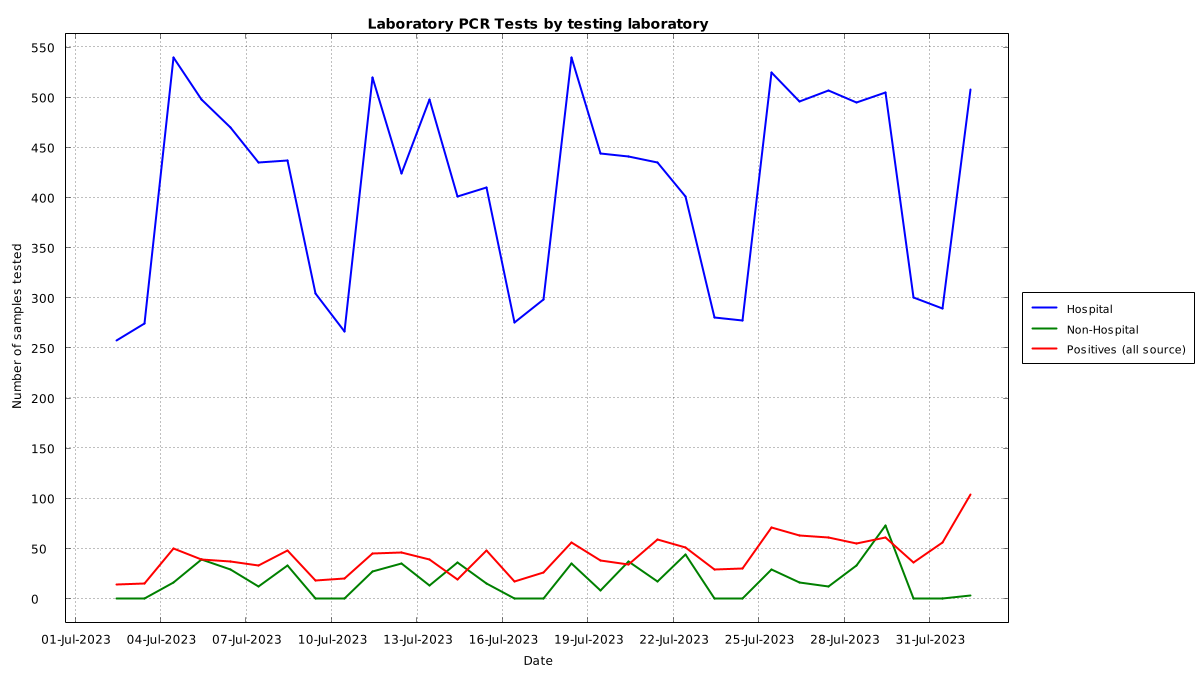 Laboratory PCR Tests by testing laboratory
550
500
450
400
350
300
250
200
150
100
50
0
Number of samples tested
01-Jul-2023 04-Jul-2023 07-Jul-2023 10-Jul-2023 13-Jul-2023 16-Jul-2023 19-Jul-2023 22-Jul-2023 25-Jul-2023 28-Jul-2023 31-Jul-2023
Date
Hospital
Non-Hospital
Positives (all source)